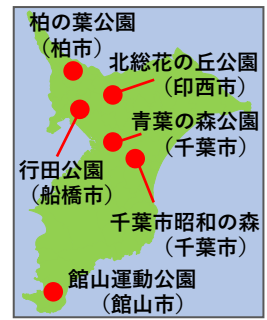 柏の葉公園
（柏市）
北総花の丘公園
（印西市）
青葉の森公園
（千葉市）
行田公園
（船橋市）
千葉市昭和の森
（千葉市）
館山運動公園
（館山市）